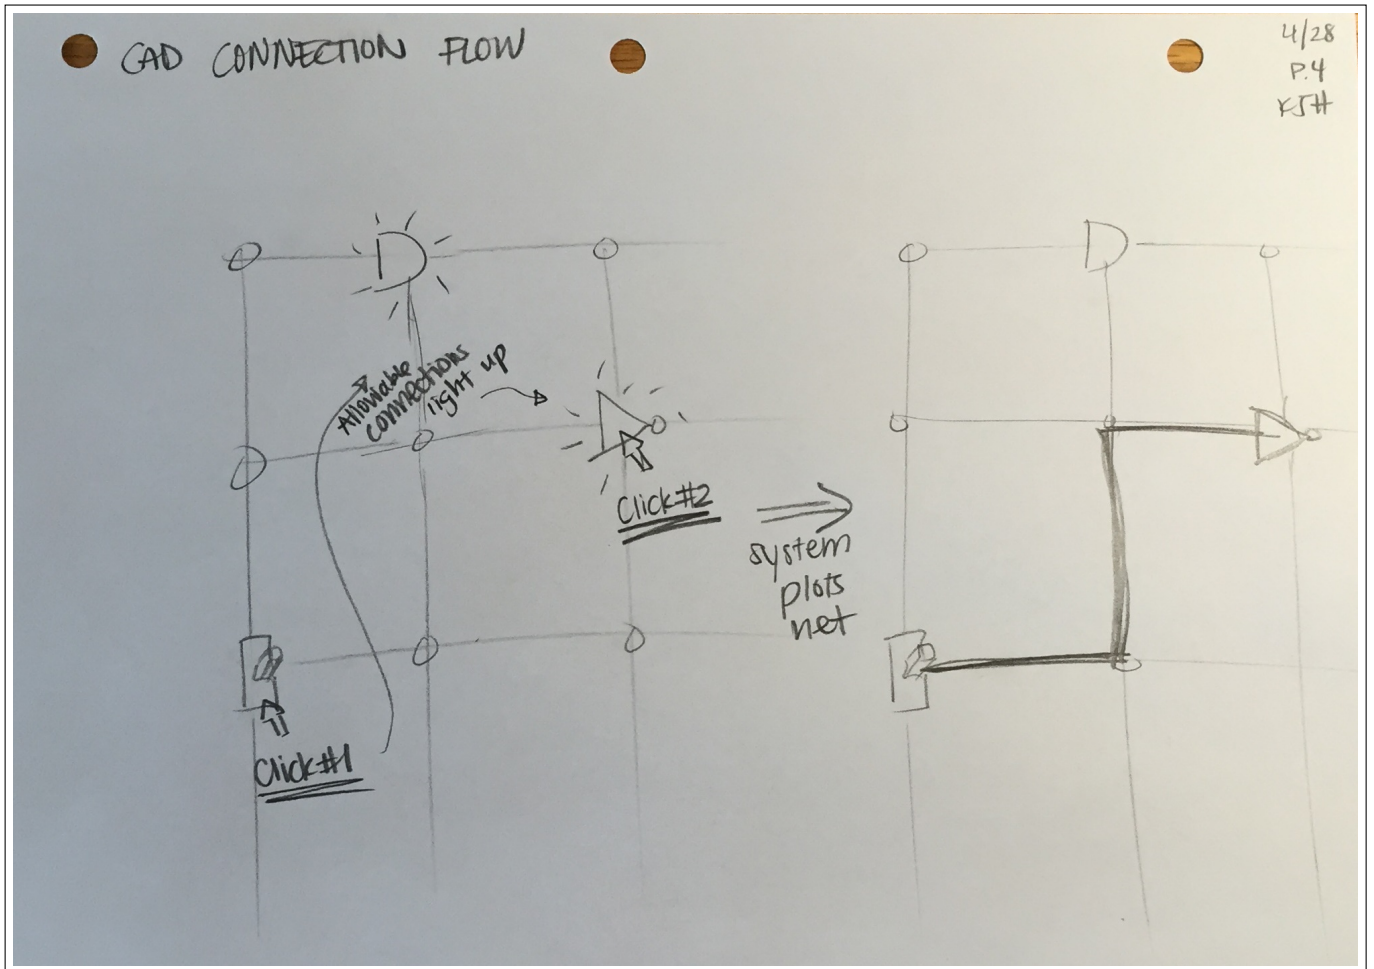 CAD CONNECTION FLOW
4/28
P.4
KJH
Allowable
connections
light up
Click#2
system
plots
net
Click#1